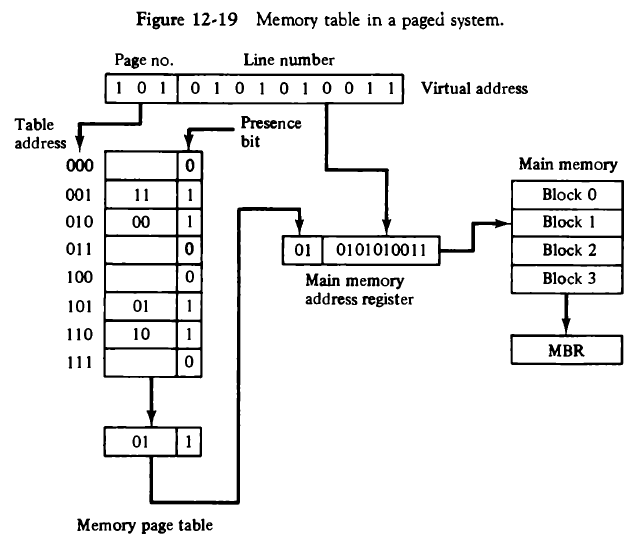 Figure 12-19 Memory table in a paged system.
Page no. Line number
1 0 1 0 1 0 1 0 1 0 0 1 1 Virtual address
Table
address
Presence
bit
000 0
001 11 1
010 00 1
011 0
100 0
101 01 1
110 10 1
111 0
01 1
Memory page table
01 0101010011
Main memory
address register
Main memory
Block 0
Block 1
Block 2
Block 3
MBR